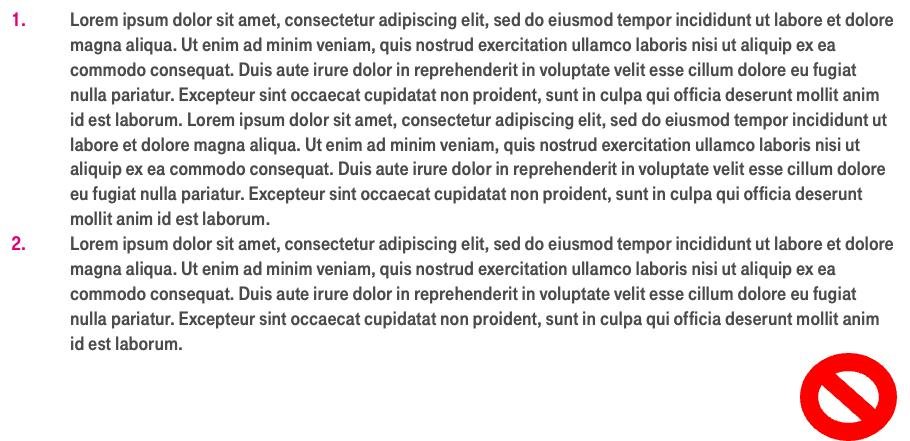 1. Lorem ipsum dolor sit amet, consectetur adipiscing elit, sed do eiusmod tempor incididunt ut labore et dolore
magna aliqua. Ut enim ad minim veniam, quis nostrud exercitation ullamco laboris nisi ut aliquip ex ea
commodo consequat. Duis aute irure dolor in reprehenderit in voluptate velit esse cillum dolore eu fugiat
nulla pariatur. Excepteur sint occaecat cupidatat non proident, sunt in culpa qui officia deserunt mollit anim
id est laborum. Lorem ipsum dolor sit amet, consectetur adipiscing elit, sed do eiusmod tempor incididunt ut
labore et dolore magna aliqua. Ut enim ad minim veniam, quis nostrud exercitation ullamco laboris nisi ut
aliquip ex ea commodo consequat. Duis aute irure dolor in reprehenderit in voluptate velit esse cillum dolore
eu fugiat nulla pariatur. Excepteur sint occaecat cupidatat non proident, sunt in culpa qui officia deserunt
mollit anim id est laborum.
2. Lorem ipsum dolor sit amet, consectetur adipiscing elit, sed do eiusmod tempor incididunt ut labore et dolore
magna aliqua. Ut enim ad minim veniam, quis nostrud exercitation ullamco laboris nisi ut aliquip ex ea
commodo consequat. Duis aute irure dolor in reprehenderit in voluptate velit esse cillum dolore eu fugiat
nulla pariatur. Excepteur sint occaecat cupidatat non proident, sunt in culpa qui officia deserunt mollit anim
id est laborum.